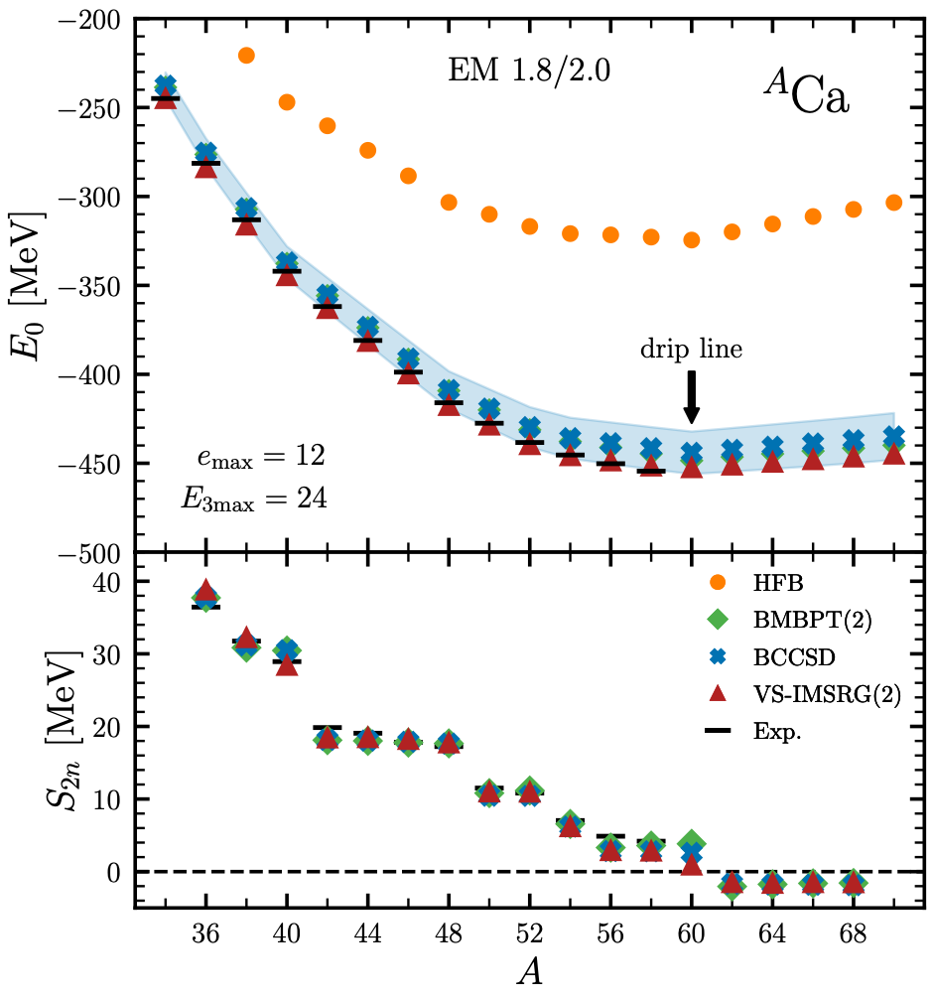 −200
−250
−300
−350
−400
−450
−500
E₀ [MeV]
EM 1.8/2.0
ᴬCa
drip line
eₘₐₓ = 12
E₃ₘₐₓ = 24
40
30
20
10
0
S₂ₙ [MeV]
HFB
BMBPT(2)
BCCSD
VS-IMSRG(2)
Exp.
36 40 44 48 52 56 60 64 68
A